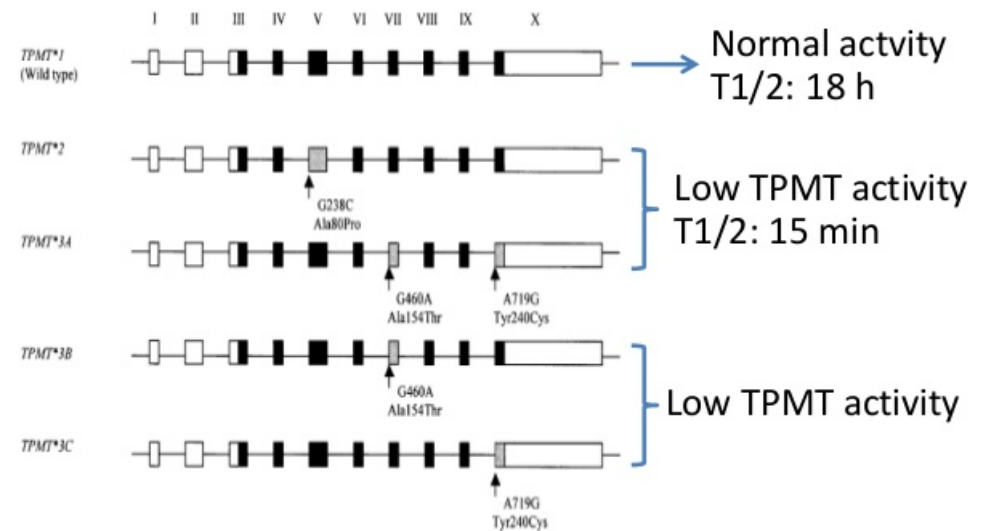 I II III IV V VI VII VIII IX X
TPMT*1
(Wild type)
Normal actvity
T1/2: 18 h
TPMT*2
G238C
Ala80Pro
Low TPMT activity
T1/2: 15 min
TPMT*3A
G460A
Ala154Thr
A719G
Tyr240Cys
TPMT*3B
G460A
Ala154Thr
Low TPMT activity
TPMT*3C
A719G
Tyr240Cys